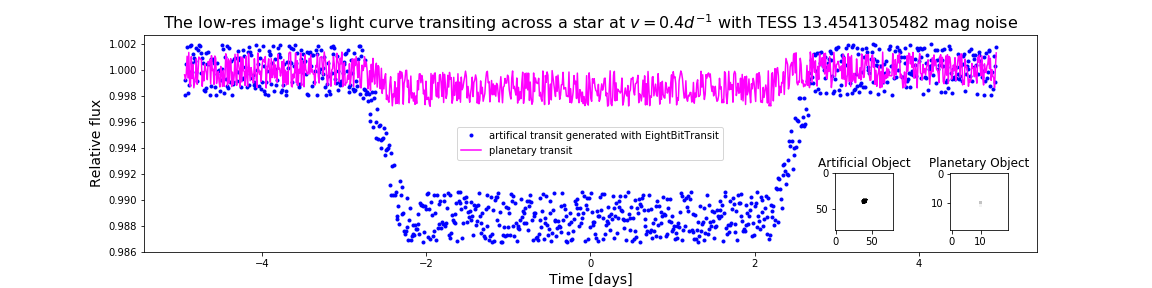 The low-res image's light curve transiting across a star at v = 0.4d⁻¹ with TESS 13.4541305482 mag noise
Relative flux
1.002
1.000
0.998
0.996
0.994
0.992
0.990
0.988
0.986
artifical transit generated with EightBitTransit
planetary transit
Artificial Object
0
50
0 50
Planetary Object
0
10
0 10
−4 −2 0 2 4
Time [days]